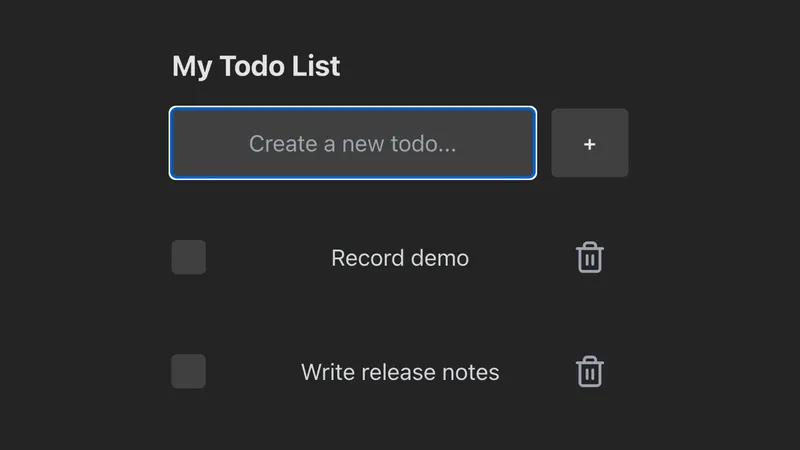 My Todo List
Create a new todo...
+
Record demo
Write release notes